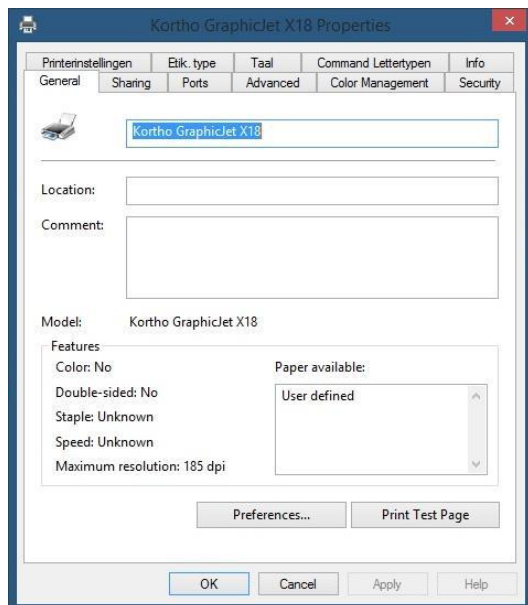 Kortho GraphicJet X18 Properties
Printerinstellingen Etik. type Taal Command Lettertypen Info
General Sharing Ports Advanced Color Management Security
Kortho GraphicJet X18
Location:
Comment:
Model: Kortho GraphicJet X18
Features
Color: No Paper available:
Double-sided: No User defined
Staple: Unknown
Speed: Unknown
Maximum resolution: 185 dpi
Preferences... Print Test Page
OK Cancel Apply Help